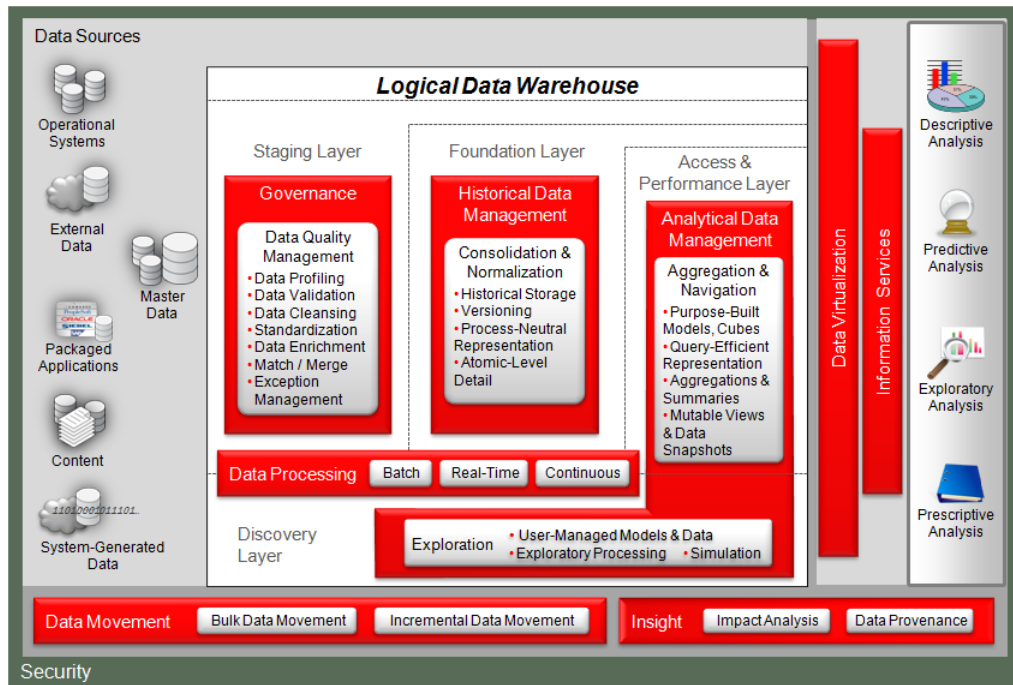 Data Sources
Operational
Systems
External
Data
Master
Data
ORACLE
SIEBEL
SAP
Packaged
Applications
Content
11010001011101..
System-Generated
Data
Logical Data Warehouse
Staging Layer
Governance
Data Quality
Management
• Data Profiling
• Data Validation
• Data Cleansing
• Standardization
• Data Enrichment
• Match / Merge
• Exception
Management
Foundation Layer
Historical Data
Management
Consolidation &
Normalization
• Historical Storage
• Versioning
• Process-Neutral
Representation
• Atomic-Level
Detail
Access &
Performance Layer
Analytical Data
Management
Aggregation &
Navigation
• Purpose-Built
Models, Cubes
• Query-Efficient
Representation
• Aggregations &
Summaries
• Mutable Views
& Data
Snapshots
Data Processing
Batch
Real-Time
Continuous
Discovery
Layer
Exploration
• User-Managed Models & Data
• Exploratory Processing • Simulation
Data Virtualization
Information Services
Descriptive
Analysis
Predictive
Analysis
Exploratory
Analysis
Prescriptive
Analysis
Data Movement
Bulk Data Movement
Incremental Data Movement
Insight
Impact Analysis
Data Provenance
Security